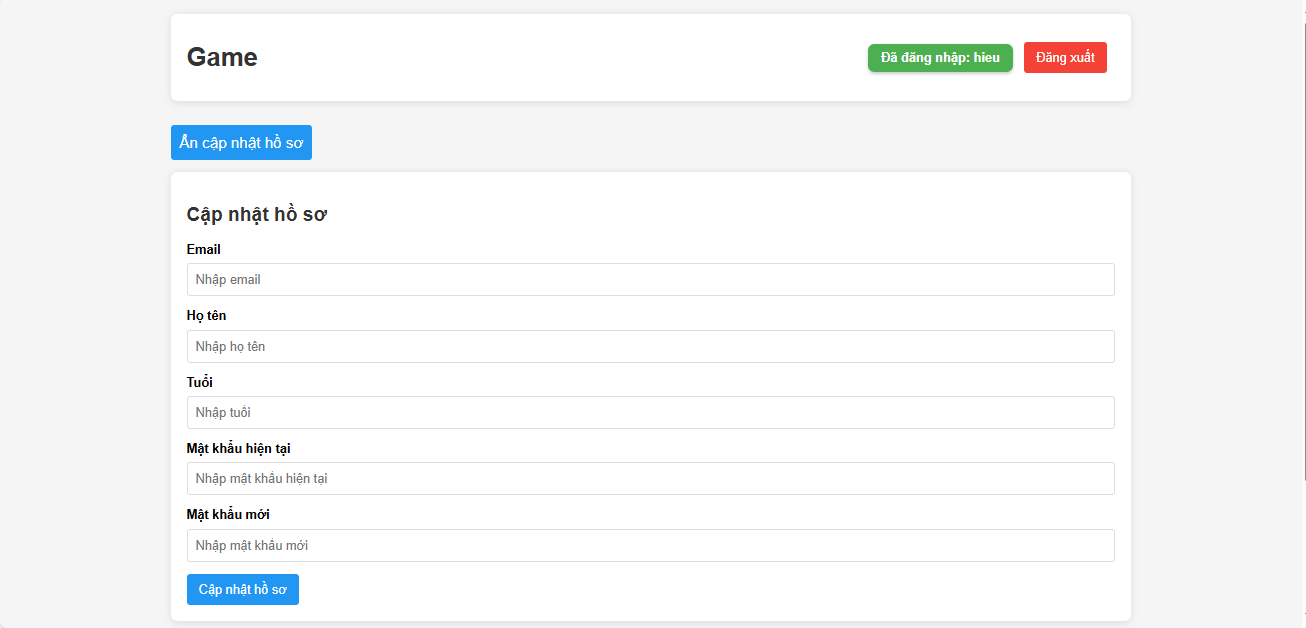 Game
Đã đăng nhập: hieu
Đăng xuất
Ẩn cập nhật hồ sơ
Cập nhật hồ sơ
Email
Nhập email
Họ tên
Nhập họ tên
Tuổi
Nhập tuổi
Mật khẩu hiện tại
Nhập mật khẩu hiện tại
Mật khẩu mới
Nhập mật khẩu mới
Cập nhật hồ sơ